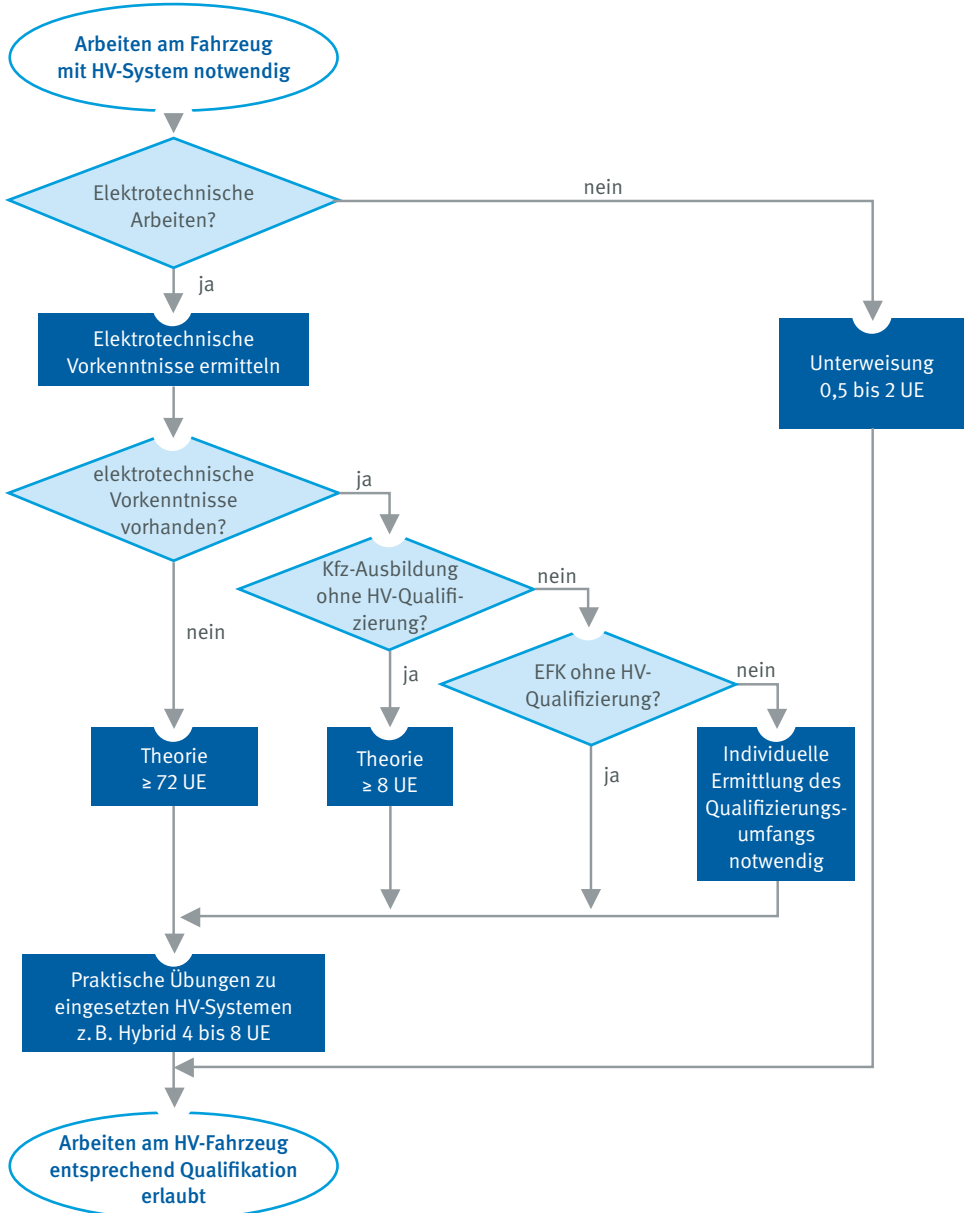 Arbeiten am Fahrzeug
mit HV-System notwendig
Elektrotechnische
Arbeiten?
nein
ja
Elektrotechnische
Vorkenntnisse ermitteln
Unterweisung
0,5 bis 2 UE
elektrotechnische
Vorkenntnisse
vorhanden?
ja
nein
Kfz-Ausbildung
ohne HV-Qualifi-
zierung?
nein
ja
EFK ohne HV-
Qualifizierung?
nein
ja
Theorie
≥ 72 UE
Theorie
≥ 8 UE
Individuelle
Ermittlung des
Qualifizierungs-
umfangs
notwendig
Praktische Übungen zu
eingesetzten HV-Systemen
z. B. Hybrid 4 bis 8 UE
Arbeiten am HV-Fahrzeug
entsprechend Qualifikation
erlaubt